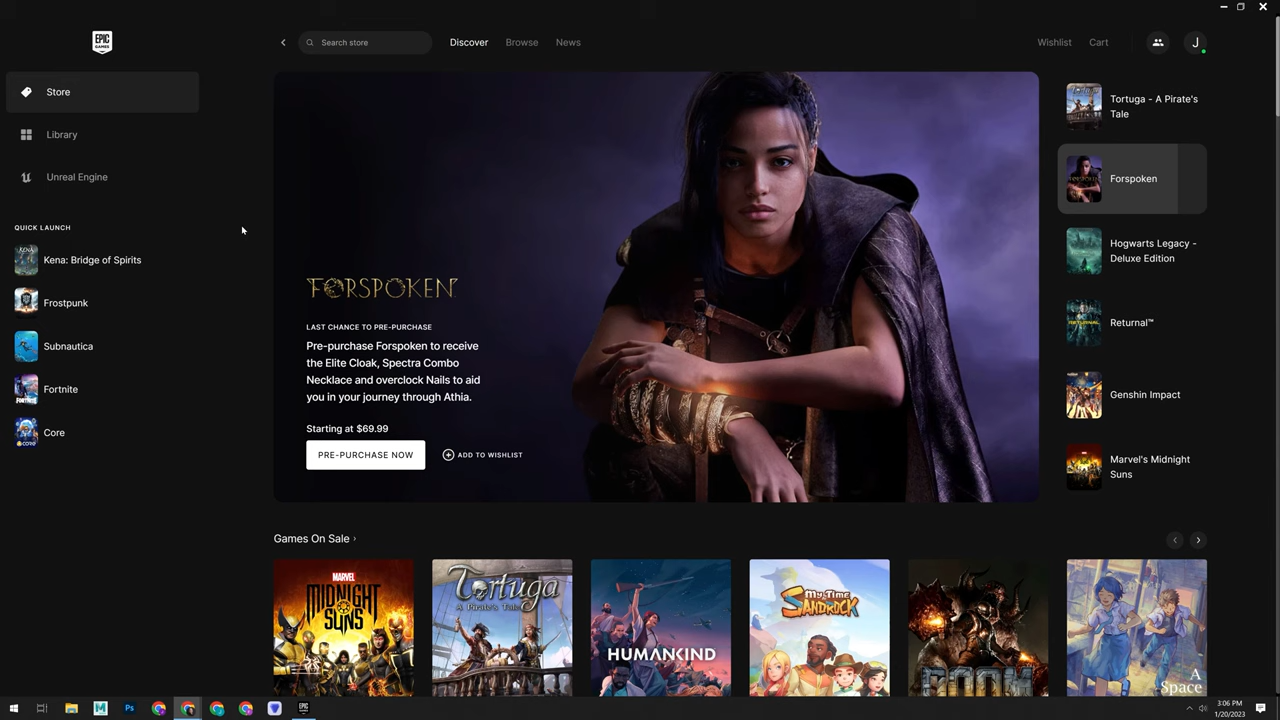 EPIC
GAMES
Search store
Discover
Browse
News
Wishlist
Cart
J
Store
Library
Unreal Engine
QUICK LAUNCH
Kena: Bridge of Spirits
Frostpunk
Subnautica
Fortnite
Core
FORSPOKEN
LAST CHANCE TO PRE-PURCHASE
Pre-purchase Forspoken to receive
the Elite Cloak, Spectra Combo
Necklace and overclock Nails to aid
you in your journey through Athia.
Starting at $69.99
PRE-PURCHASE NOW
ADD TO WISHLIST
Tortuga - A Pirate's
Tale
Forspoken
Hogwarts Legacy -
Deluxe Edition
RETURNAL
Returnal™
Genshin Impact
Marvel's Midnight
Suns
Games On Sale
MARVEL
MIDNIGHT
SUNS
Tortuga
A Pirate's Tale
HUMANKIND
My Time
at
SANDROCK
DOOM
A
Space
Ps
3:06 PM
1/20/2023